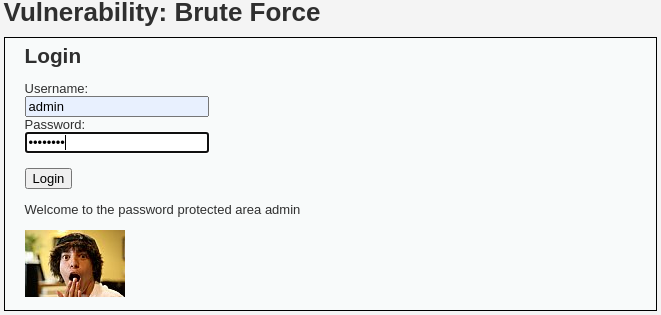 Vulnerability: Brute Force
Login
Username:
admin
Password:
••••••••
Login
Welcome to the password protected area admin